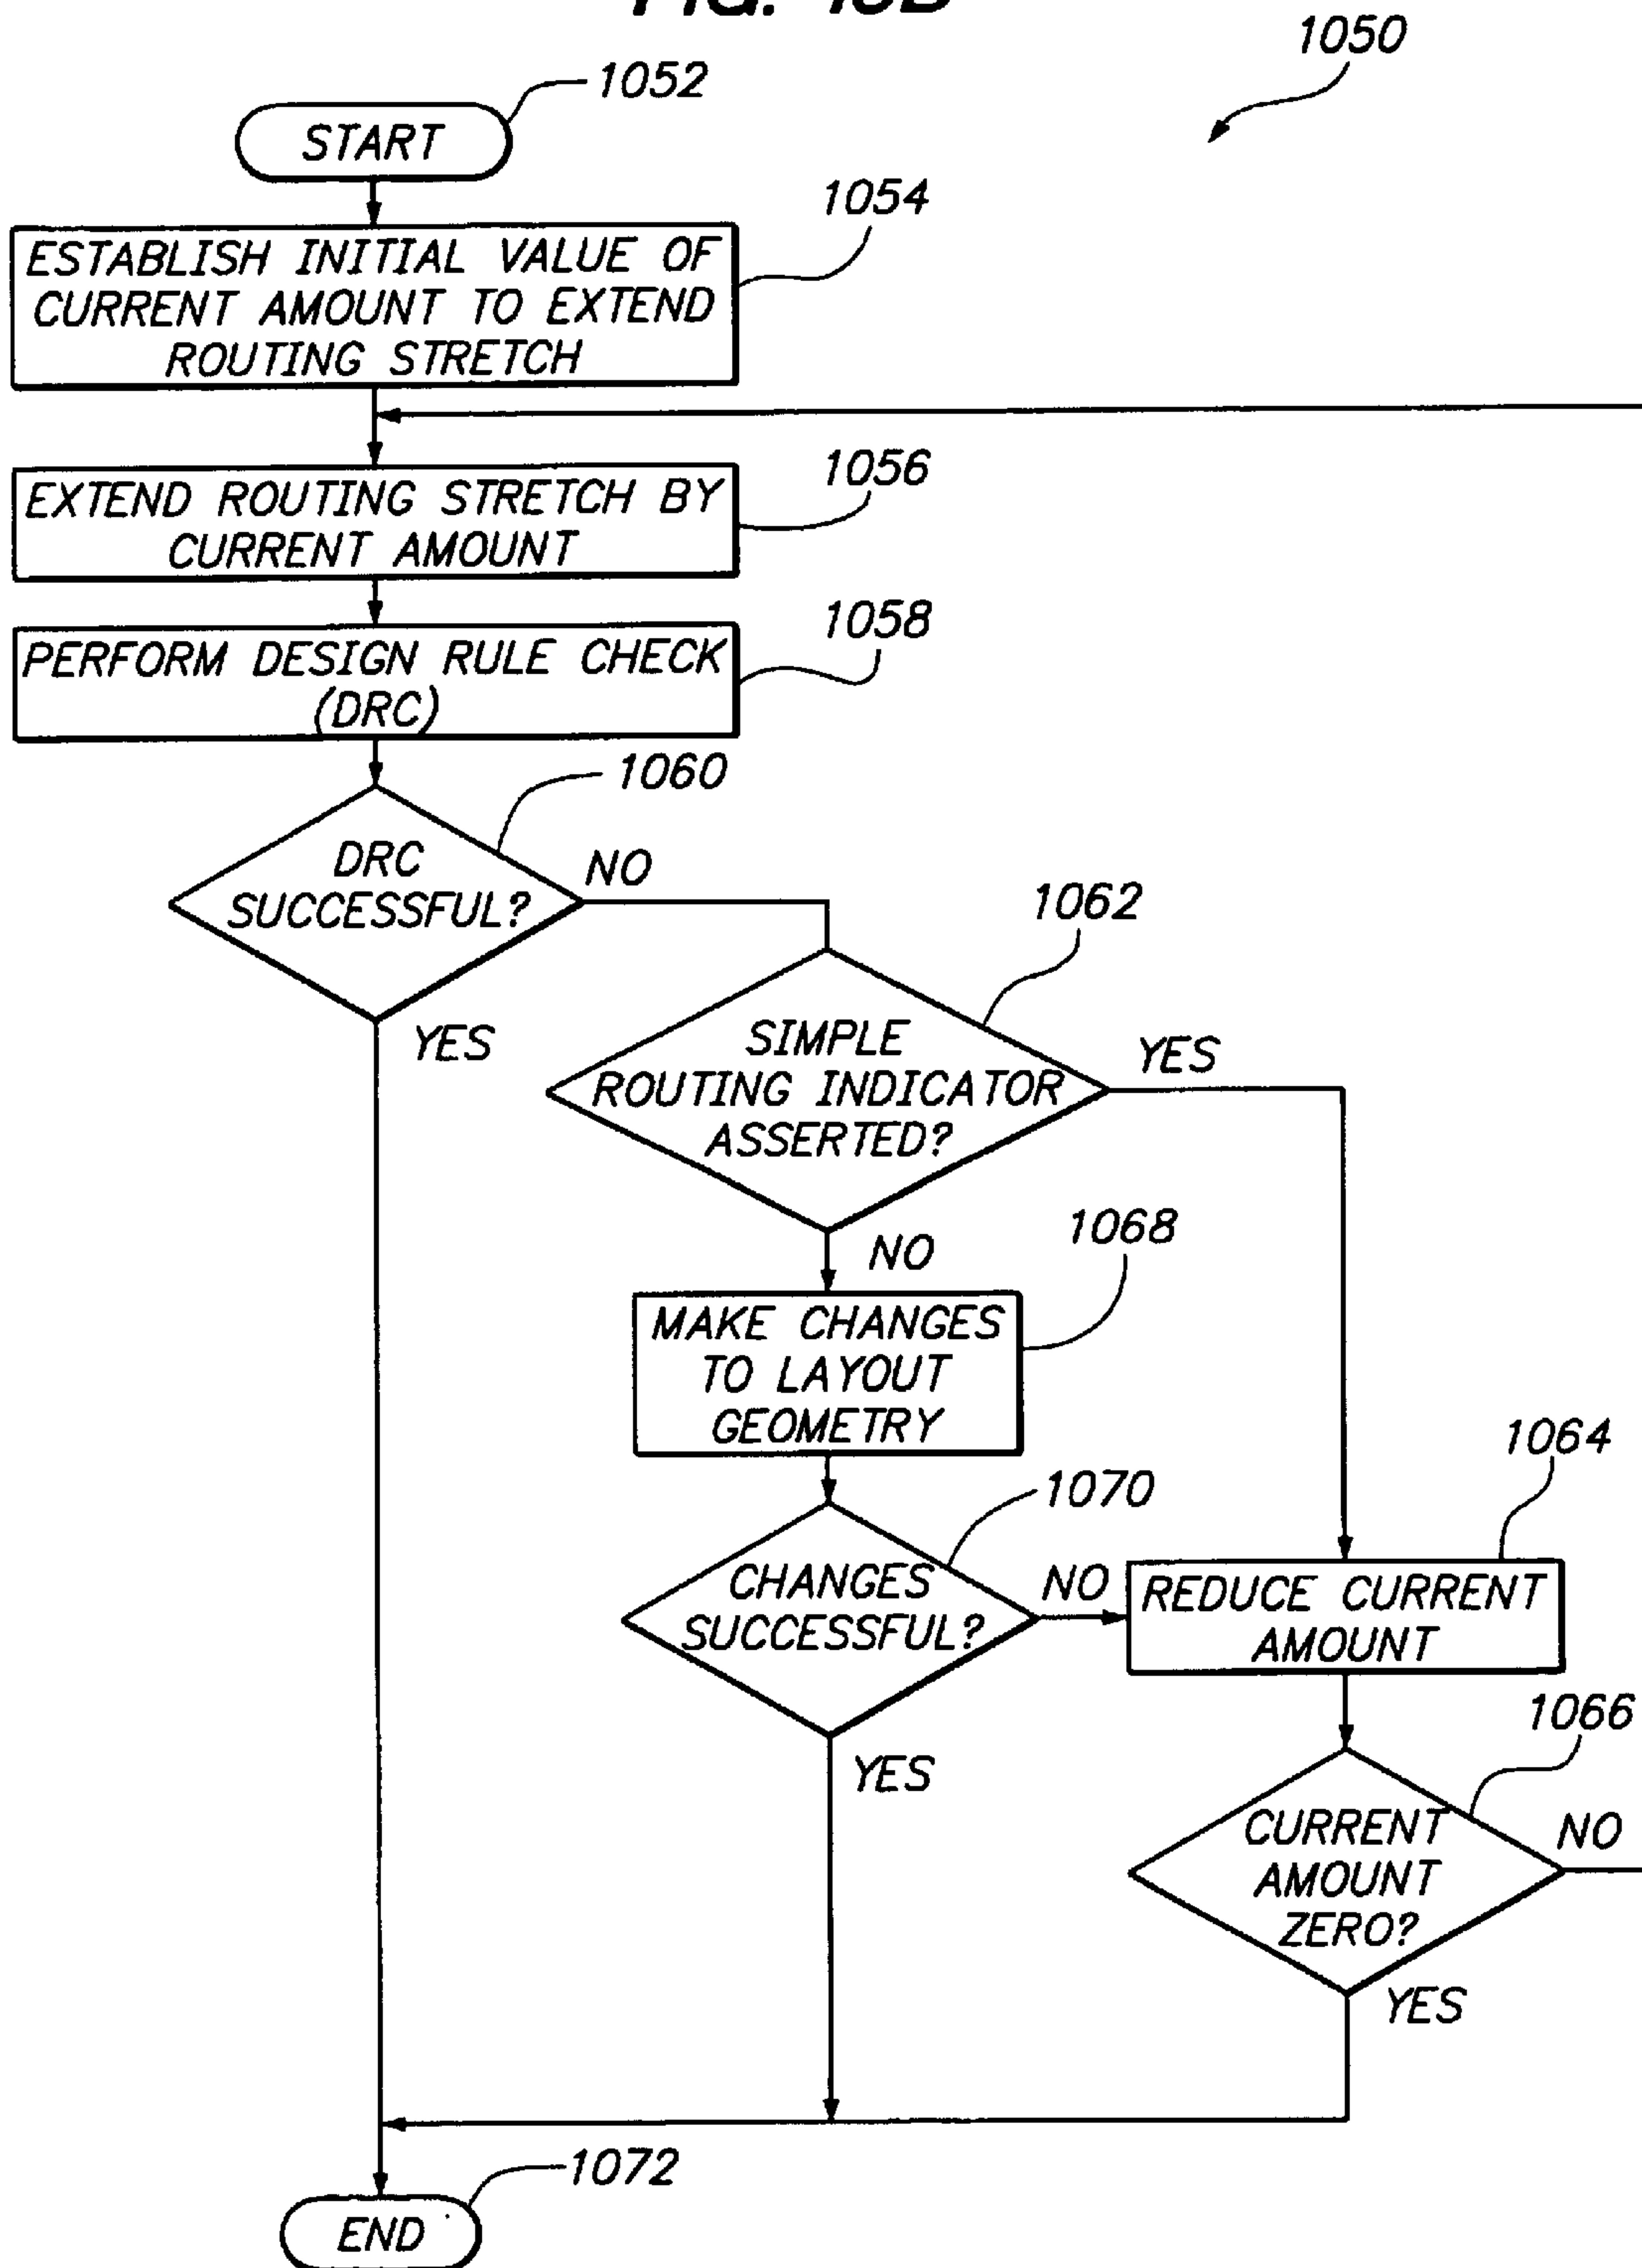 1050
1052
START
1054
ESTABLISH INITIAL VALUE OF
CURRENT AMOUNT TO EXTEND
ROUTING STRETCH
1056
EXTEND ROUTING STRETCH BY
CURRENT AMOUNT
1058
PERFORM DESIGN RULE CHECK
(DRC)
1060
DRC
SUCCESSFUL?
NO
YES
1062
SIMPLE
ROUTING INDICATOR
ASSERTED?
YES
NO
1068
MAKE CHANGES
TO LAYOUT
GEOMETRY
1064
1070
CHANGES
SUCCESSFUL?
NO
REDUCE CURRENT
AMOUNT
YES
1066
CURRENT
AMOUNT
ZERO?
NO
YES
1072
END